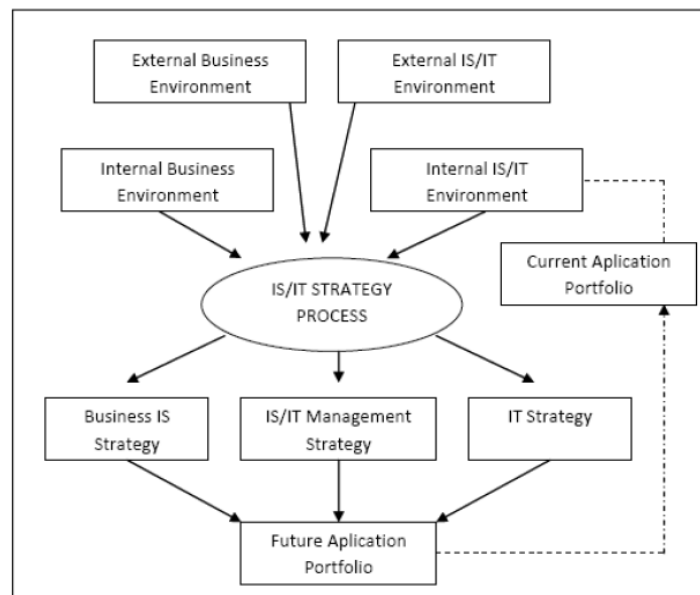 External Business
Environment
External IS/IT
Environment
Internal Business
Environment
Internal IS/IT
Environment
Current Aplication
Portfolio
IS/IT STRATEGY
PROCESS
Business IS
Strategy
IS/IT Management
Strategy
IT Strategy
Future Aplication
Portfolio